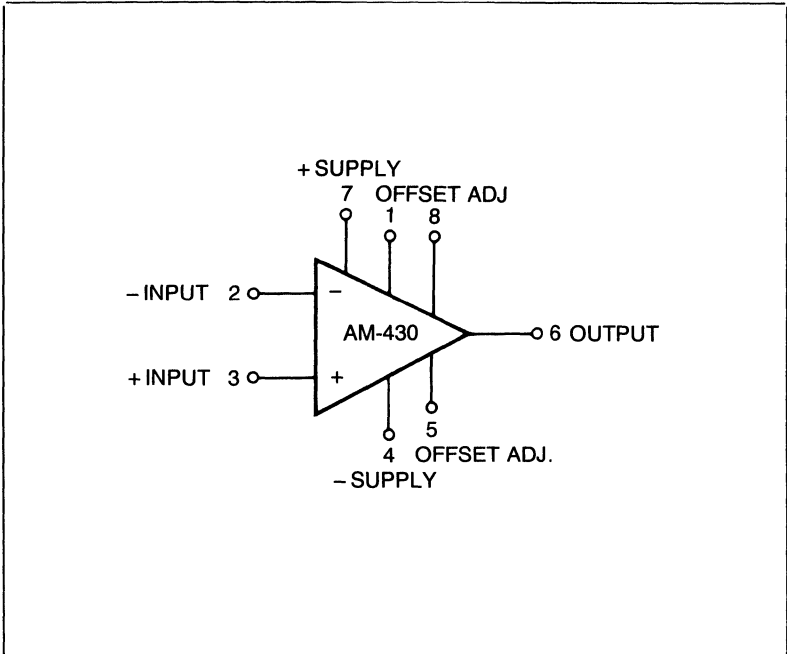 + SUPPLY
7 OFFSET ADJ
1 8
– INPUT 2
–
AM-430
6 OUTPUT
+ INPUT 3
+
5
4 OFFSET ADJ.
– SUPPLY